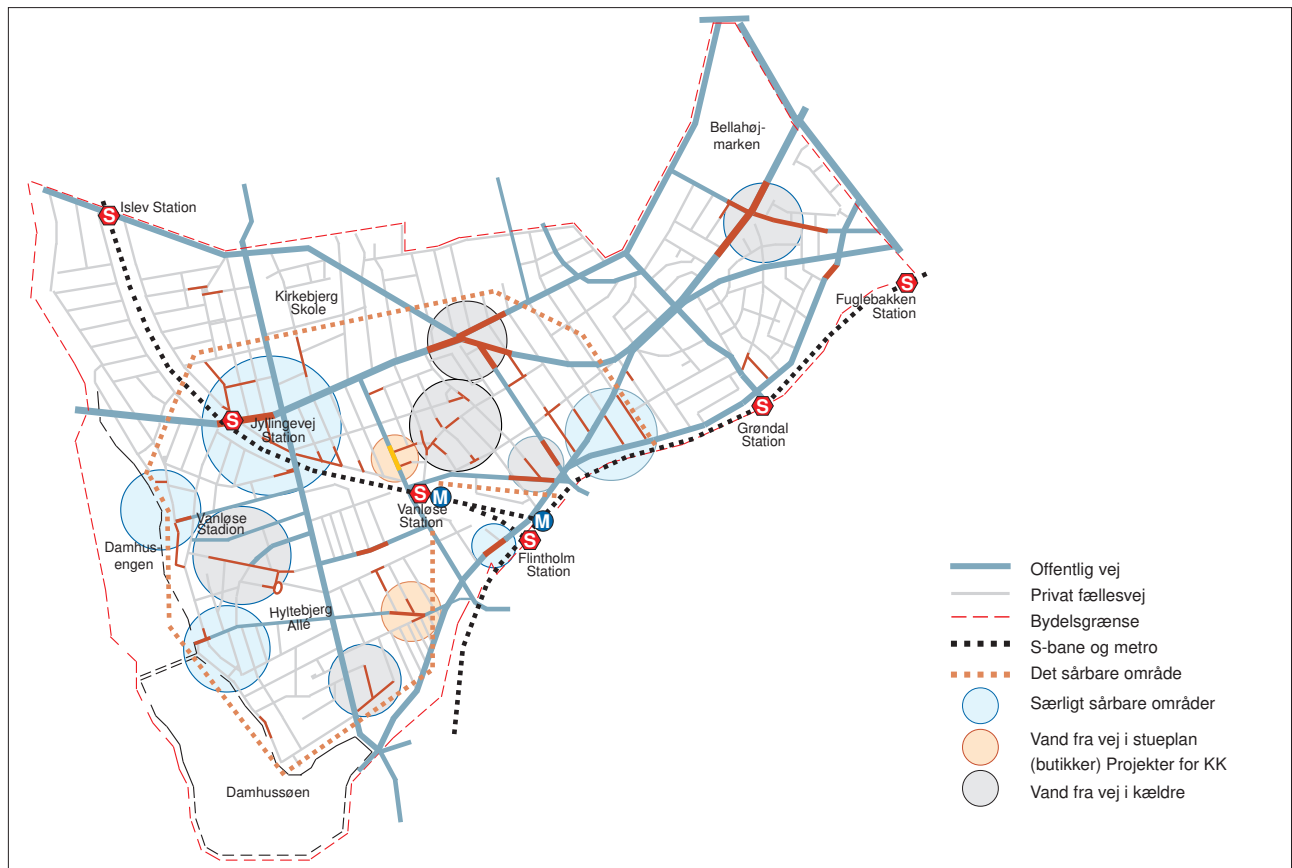 Bellahøj-
marken
S
Islev Station
S
Fuglebakken
Station
Kirkebjerg
Skole
S
Jyllingevej
Station
S
Grøndal
Station
S
M
Vanløse
Station
M
S
Flintholm
Station
Vanløse
Stadion
Damhus
engen
Hyltebjerg
Allé
Damhussøen
Offentlig vej
Privat fællesvej
Bydelsgrænse
S-bane og metro
Det sårbare område
Særligt sårbare områder
Vand fra vej i stueplan
(butikker) Projekter for KK
Vand fra vej i kældre